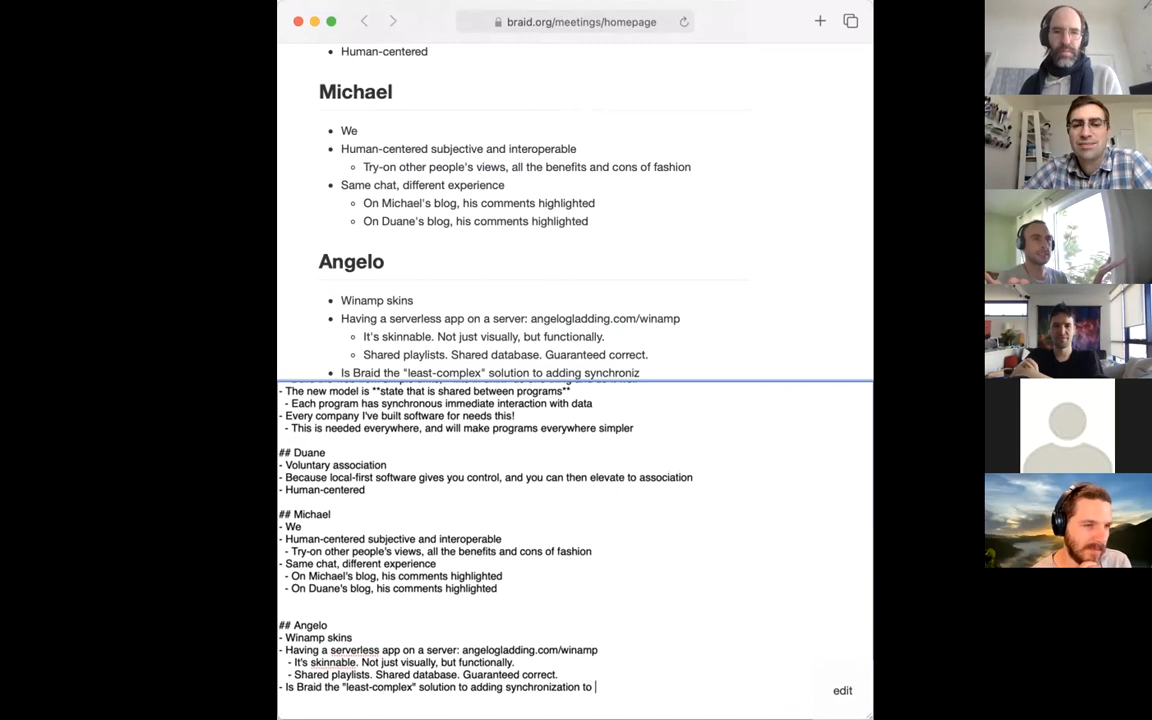 braid.org/meetings/homepage
• Human-centered
Michael
• We
• Human-centered subjective and interoperable
◦ Try-on other people's views, all the benefits and cons of fashion
• Same chat, different experience
◦ On Michael's blog, his comments highlighted
◦ On Duane's blog, his comments highlighted
Angelo
• Winamp skins
• Having a serverless app on a server: angelogladding.com/winamp
◦ It's skinnable. Not just visually, but functionally.
◦ Shared playlists. Shared database. Guaranteed correct.
• Is Braid the "least-complex" solution to adding synchroniz
- The new model is **state that is shared between programs**
- Each program has synchronous immediate interaction with data
- Every company I've built software for needs this!
- This is needed everywhere, and will make programs everywhere simpler
## Duane
- Voluntary association
- Because local-first software gives you control, and you can then elevate to association
- Human-centered
## Michael
- We
- Human-centered subjective and interoperable
- Try-on other people's views, all the benefits and cons of fashion
- Same chat, different experience
- On Michael's blog, his comments highlighted
- On Duane's blog, his comments highlighted
## Angelo
- Winamp skins
- Having a serverless app on a server: angelogladding.com/winamp
- It's skinnable. Not just visually, but functionally.
- Shared playlists. Shared database. Guaranteed correct.
- Is Braid the "least-complex" solution to adding synchronization to
edit